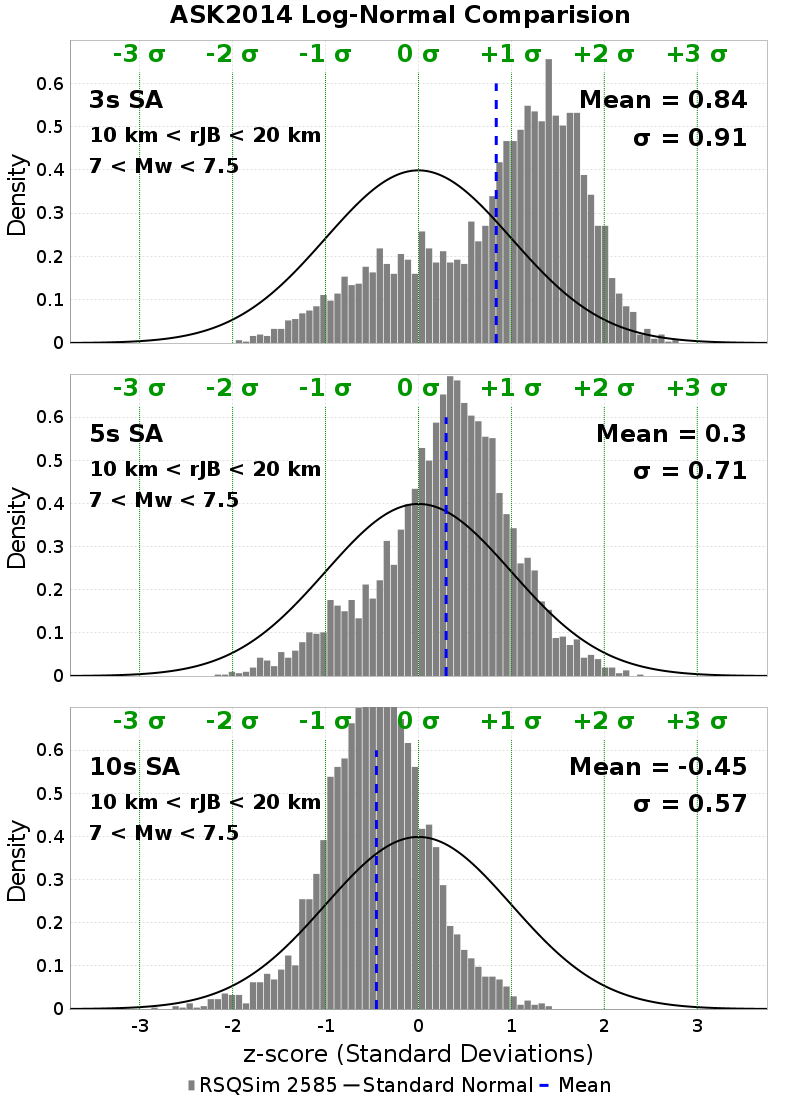 ASK2014 Log-Normal Comparision
-3 σ -2 σ -1 σ 0 σ +1 σ +2 σ +3 σ
0.6
3s SA Mean = 0.84
0.5
10 km < rJB < 20 km σ = 0.91
7 < Mw < 7.5
0.4
Density
0.3
0.2
0.1
0
-3 σ -2 σ -1 σ 0 σ +1 σ +2 σ +3 σ
0.6
5s SA Mean = 0.3
0.5
10 km < rJB < 20 km σ = 0.71
7 < Mw < 7.5
0.4
Density
0.3
0.2
0.1
0
-3 σ -2 σ -1 σ 0 σ +1 σ +2 σ +3 σ
0.6
10s SA Mean = -0.45
0.5
10 km < rJB < 20 km σ = 0.57
7 < Mw < 7.5
0.4
Density
0.3
0.2
0.1
0
-3 -2 -1 0 1 2 3
z-score (Standard Deviations)
RSQSim 2585 Standard Normal Mean